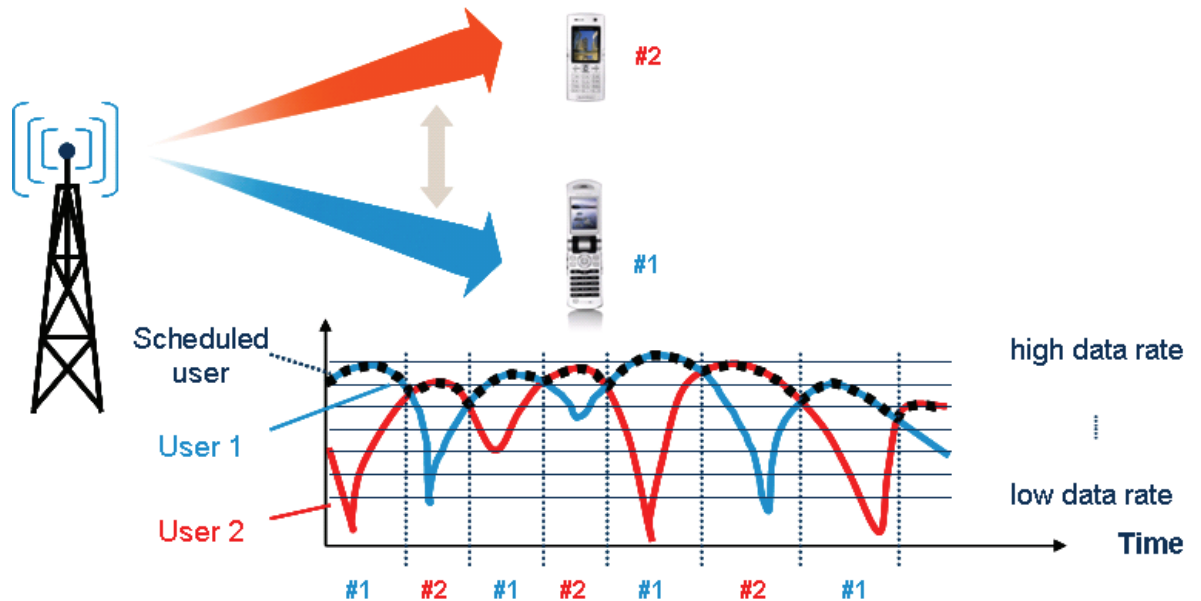 #2
#1
Scheduled
user
high data rate
User 1
low data rate
User 2
Time
#1 #2 #1 #2 #1 #2 #1